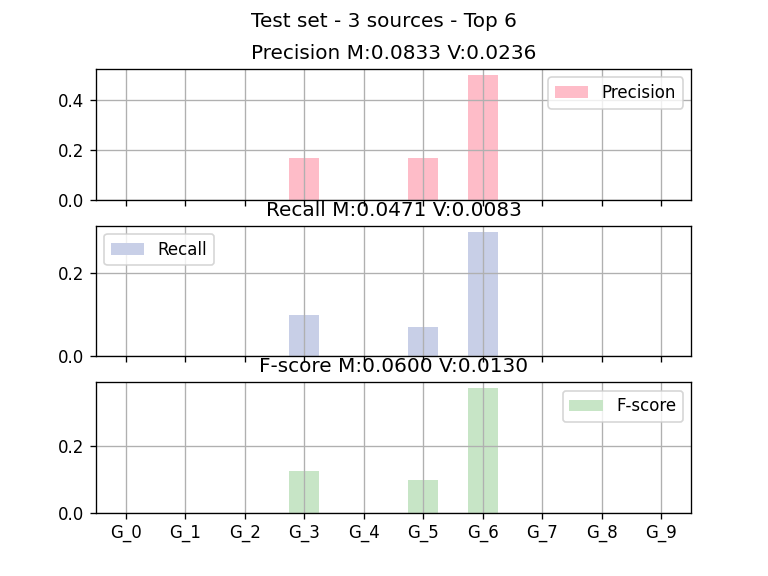 Test set - 3 sources - Top 6
Precision M:0.0833 V:0.0236
0.4
0.2
0.0
Precision
Recall M:0.0471 V:0.0083
0.2
0.0
Recall
F-score M:0.0600 V:0.0130
0.2
0.0
F-score
G_0 G_1 G_2 G_3 G_4 G_5 G_6 G_7 G_8 G_9